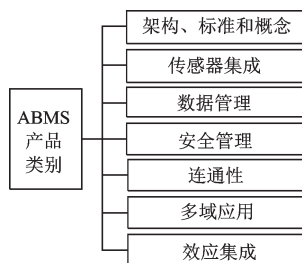 ABMS
产品
类别
架构、标准和概念
传感器集成
数据管理
安全管理
连通性
多域应用
效应集成